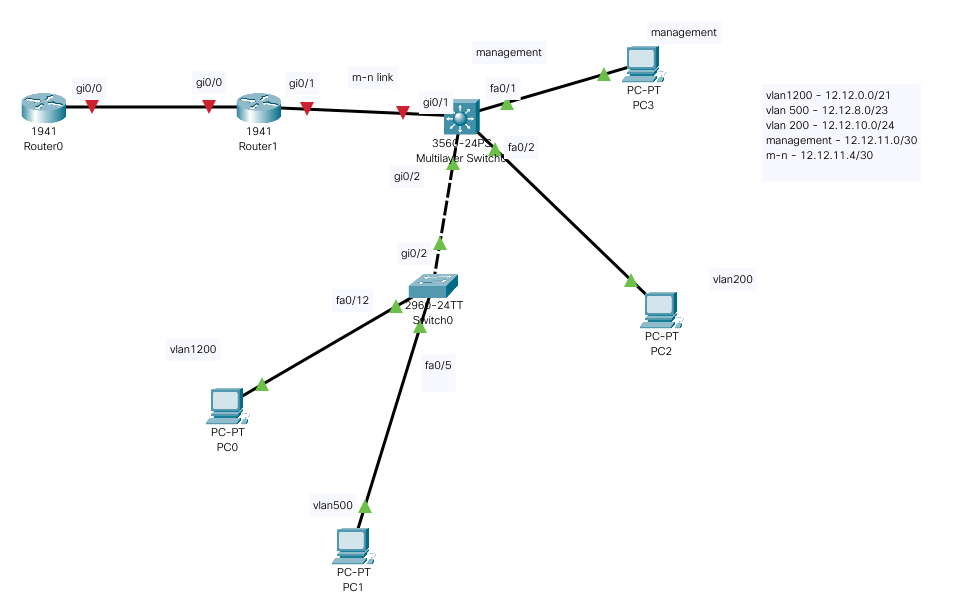 management
management
gi0/0
gi0/0
gi0/1
m-n link
gi0/1
fa0/1
PC-PT
PC3
1941
Router0
1941
Router1
3560-24PS
Multilayer Switch0
fa0/2
gi0/2
vlan1200 - 12.12.0.0/21
vlan 500 - 12.12.8.0/23
vlan 200 - 12.12.10.0/24
management - 12.12.11.0/30
m-n - 12.12.11.4/30
gi0/2
vlan200
fa0/12
2960-24TT
Switch0
PC-PT
PC2
vlan1200
fa0/5
PC-PT
PC0
vlan500
PC-PT
PC1